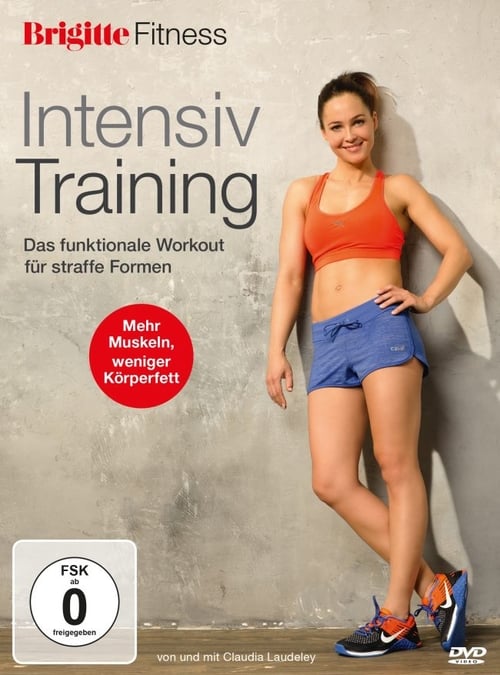 Brigitte Fitness
Intensiv
Training
Das funktionale Workout
für straffe Formen
Mehr
Muskeln,
weniger
Körperfett
FSK
ab
0
freigegeben
von und mit Claudia Laudeley
DVD
VIDEO